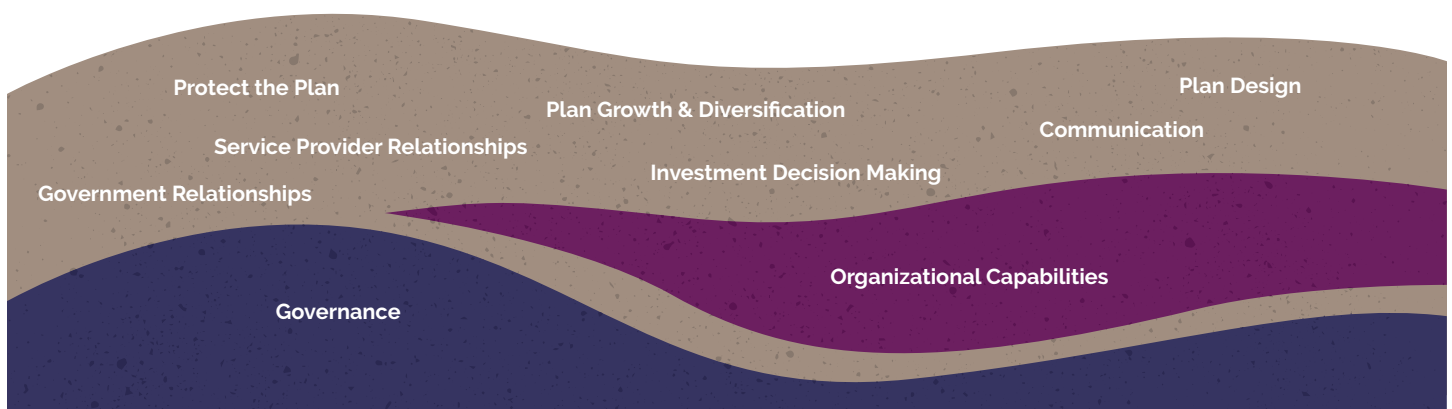 Protect the Plan
Plan Growth & Diversification
Plan Design
Service Provider Relationships
Communication
Government Relationships
Investment Decision Making
Organizational Capabilities
Governance